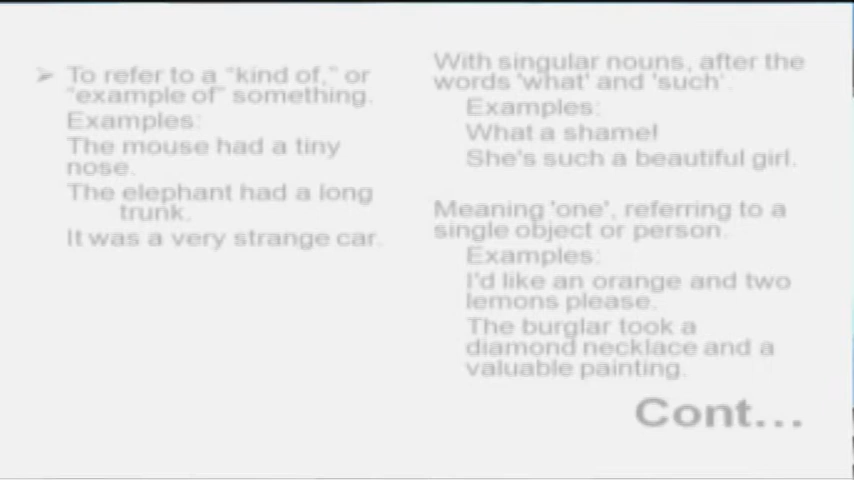 To refer to a “kind of,” or
“example of” something.
Examples:
The mouse had a tiny
nose.
The elephant had a long
trunk.
It was a very strange car.
With singular nouns, after the
words 'what' and 'such'.
Examples:
What a shame!
She's such a beautiful girl.
Meaning 'one', referring to a
single object or person.
Examples:
I'd like an orange and two
lemons please.
The burglar took a
diamond necklace and a
valuable painting.
Cont...